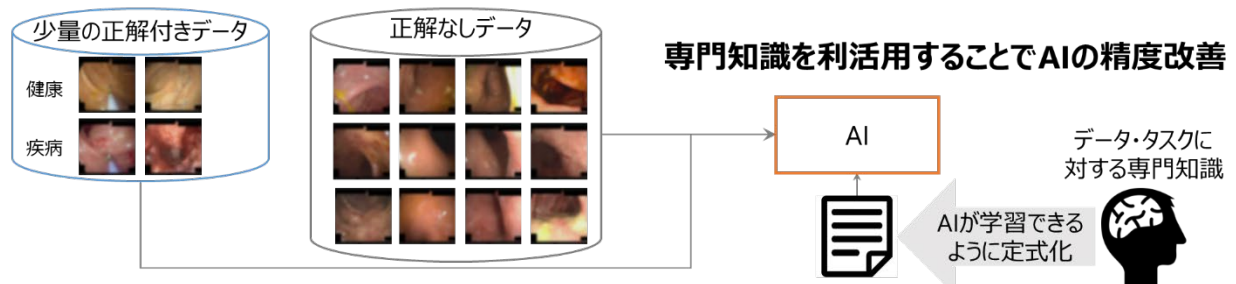 少量の正解付きデータ
健康
疾病
正解なしデータ
専門知識を利活用することでAIの精度改善
AI
データ・タスクに
対する専門知識
AIが学習できる
ように定式化